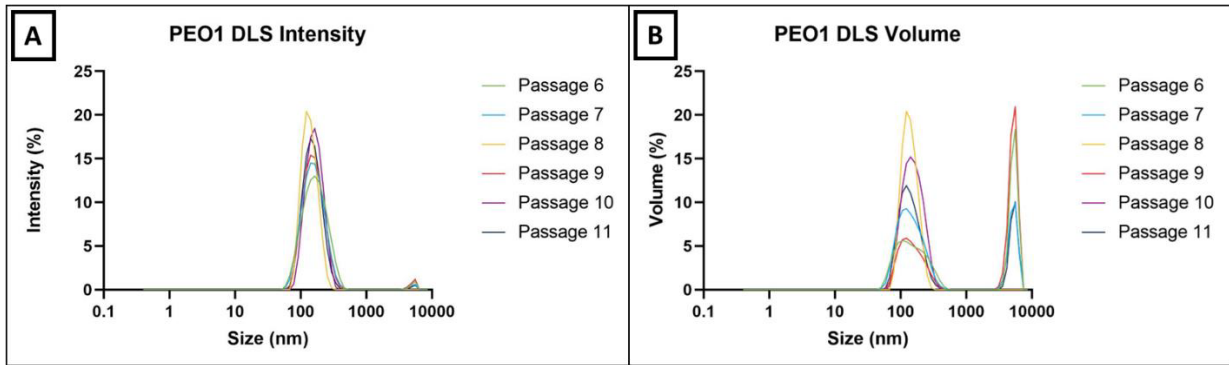 A
PEO1 DLS Intensity
Intensity (%)
25
20
15
10
5
0
0.1 1 10 100 1000 10000
Size (nm)
Passage 6
Passage 7
Passage 8
Passage 9
Passage 10
Passage 11
B
PEO1 DLS Volume
Volume (%)
25
20
15
10
5
0
0.1 1 10 100 1000 10000
Size (nm)
Passage 6
Passage 7
Passage 8
Passage 9
Passage 10
Passage 11